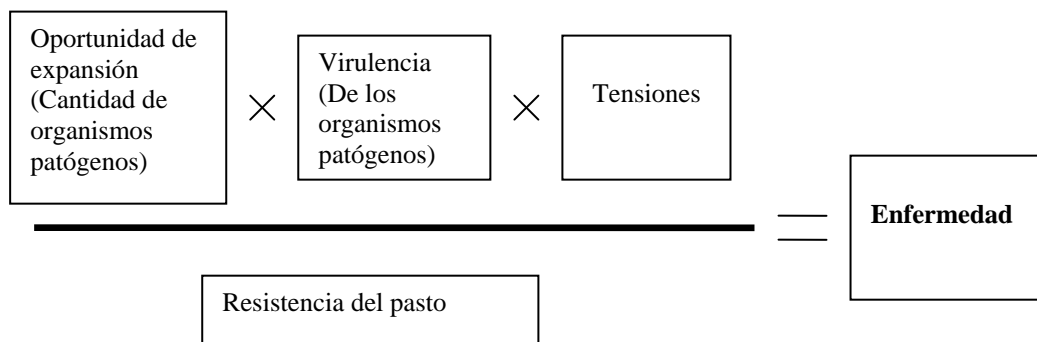 Oportunidad de
expansión
(Cantidad de
organismos
patógenos)
×
Virulencia
(De los
organismos
patógenos)
×
Tensiones
=
Enfermedad
Resistencia del pasto